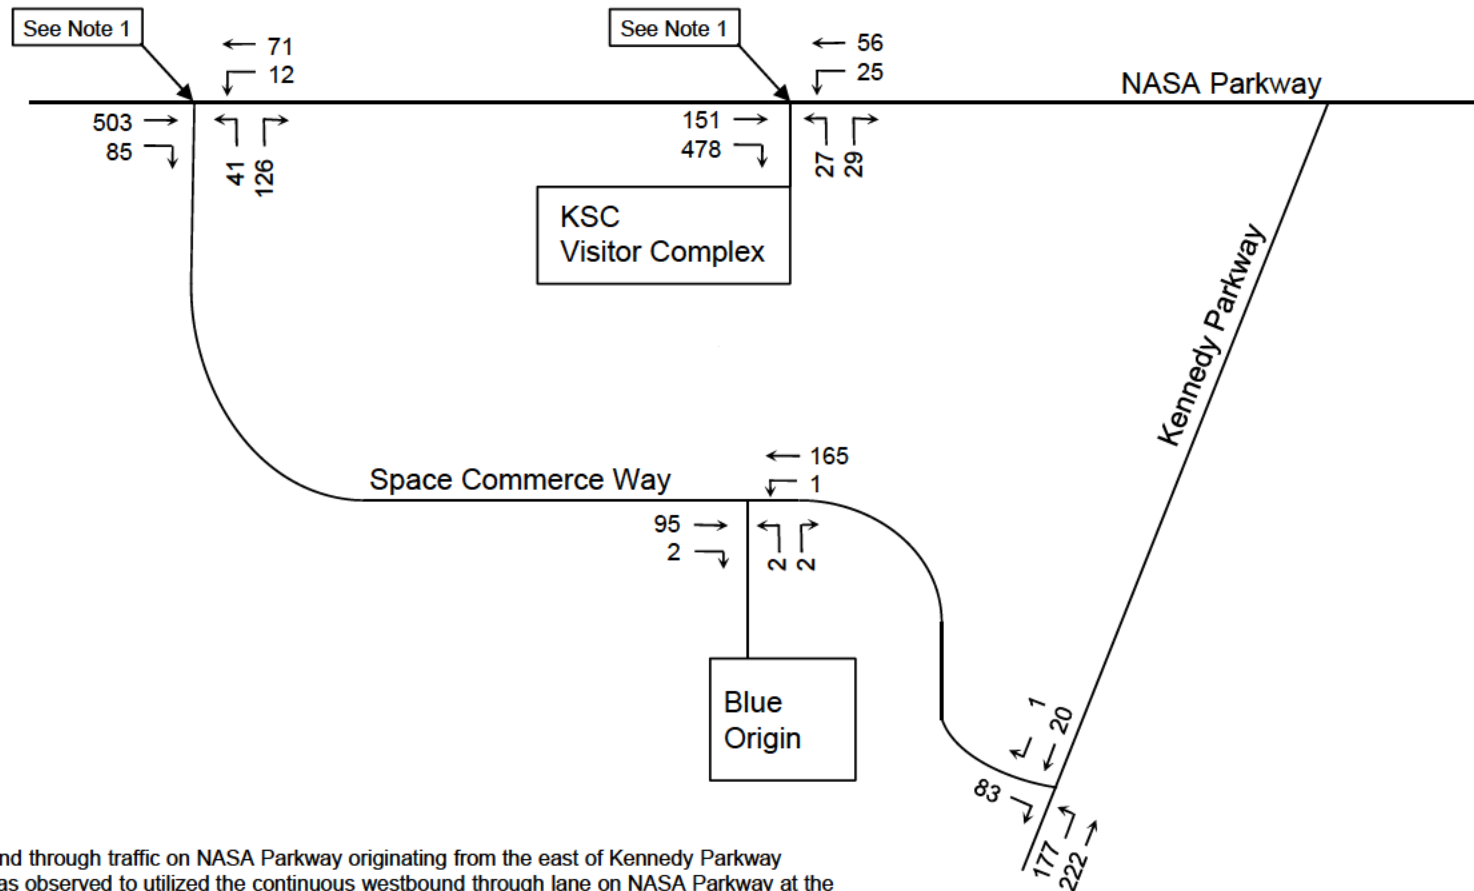 See Note 1
See Note 1
71
12
56
25
NASA Parkway
503
85
41
126
151
478
27
29
KSC
Visitor Complex
Kennedy Parkway
Space Commerce Way
165
1
95
2
2
2
Blue
Origin
1
20
83
177
222
nd through traffic on NASA Parkway originating from the east of Kennedy Parkway
as observed to utilized the continuous westbound through lane on NASA Parkway at the